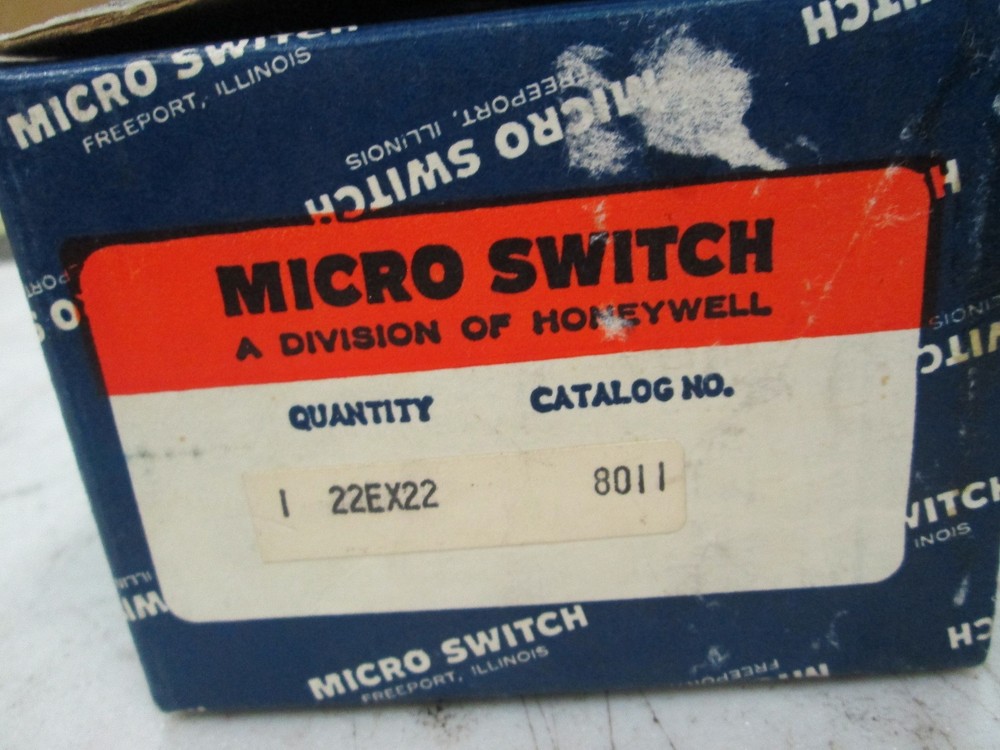 MICRO SWITCH
FREEPORT, ILLINOIS
MICRO SWITCH
FREEPORT, ILLINOIS
MICRO SWITCH
A DIVISION OF HONEYWELL
QUANTITY CATALOG NO.
1 22EX22 8011
MICRO SWITCH
FREEPORT, ILLINOIS